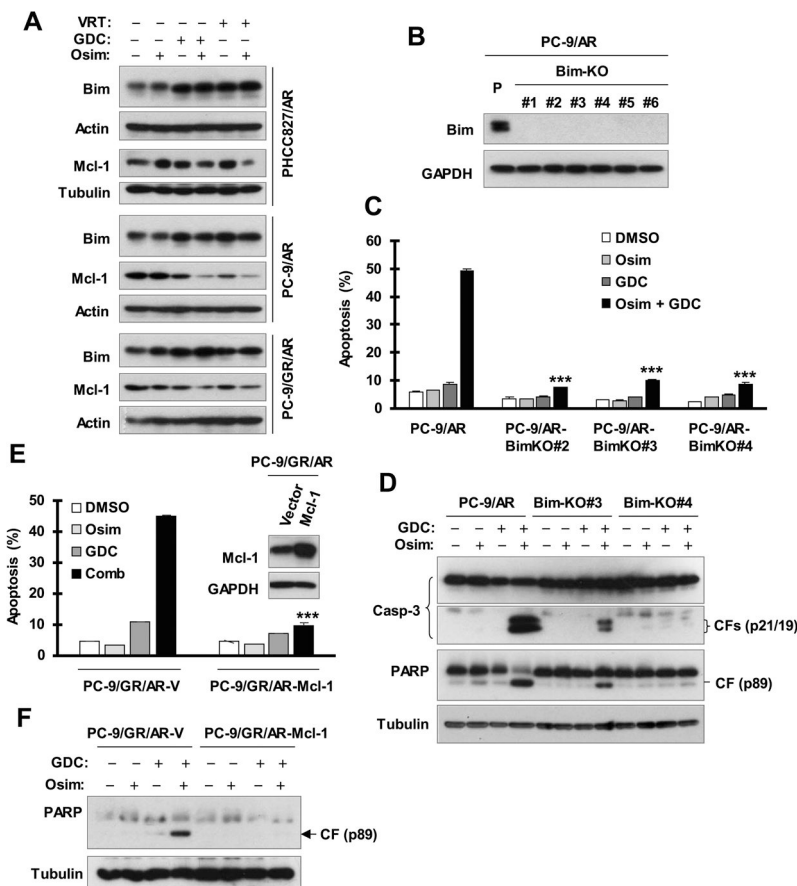 A
VRT: – – – – + +
GDC: – – + + – –
Osim: – + – + – +
Bim
Actin
Mcl-1
Tubulin
PHCC827/AR
Bim
Mcl-1
Actin
PC-9/AR
Bim
Mcl-1
Actin
PC-9/GR/AR
B
PC-9/AR
Bim-KO
P
#1 #2 #3 #4 #5 #6
Bim
GAPDH
C
Apoptosis (%)
60
50
40
30
20
10
0
DMSO
Osim
GDC
Osim + GDC
*** *** ***
PC-9/AR
PC-9/AR-BimKO#2
PC-9/AR-BimKO#3
PC-9/AR-BimKO#4
D
PC-9/AR Bim-KO#3 Bim-KO#4
GDC: – – + + – – + + – – + +
Osim: – + – + – + – + – + – +
Casp-3
CFs (p21/19)
PARP
CF (p89)
Tubulin
E
Apoptosis (%)
50
40
30
20
10
0
DMSO
Osim
GDC
Comb
PC-9/GR/AR
Vector
Mcl-1
Mcl-1
GAPDH
***
PC-9/GR/AR-V
PC-9/GR/AR-Mcl-1
F
PC-9/GR/AR-V PC-9/GR/AR-Mcl-1
GDC: – – + + – – + +
Osim: – + – + – + – +
PARP
CF (p89)
Tubulin